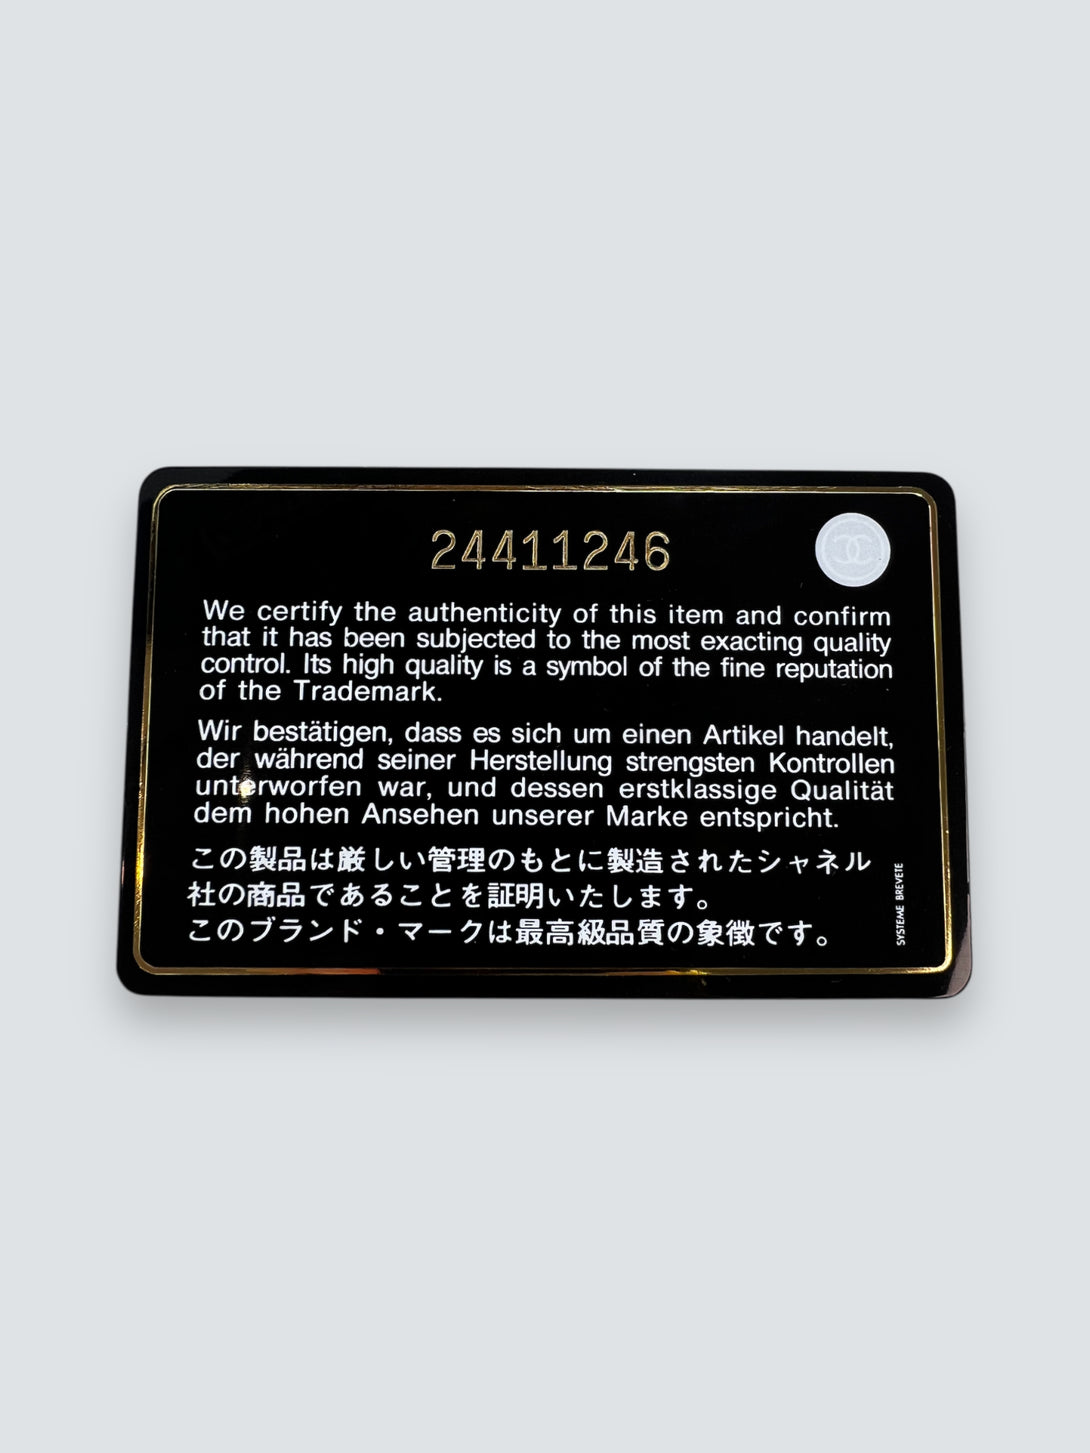 24411246
We certify the authenticity of this item and confirm
that it has been subjected to the most exacting quality
control. Its high quality is a symbol of the fine reputation
of the Trademark.
Wir bestätigen, dass es sich um einen Artikel handelt,
der während seiner Herstellung strengsten Kontrollen
unterworfen war, und dessen erstklassige Qualität
dem hohen Ansehen unserer Marke entspricht.
この製品は厳しい管理のもとに製造されたシャネル
社の商品であることを証明いたします。
このブランド・マークは最高級品質の象徴です。
SYSTEME BREVETE